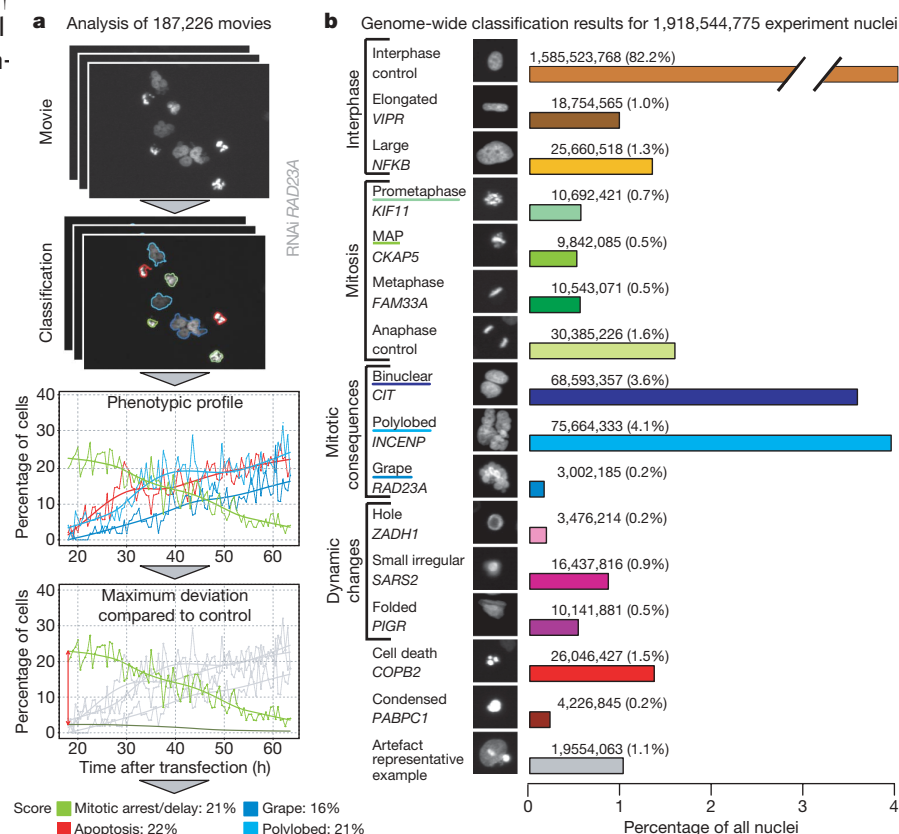 l
n-
a Analysis of 187,226 movies
Movie
RNAi RAD23A
Classification
Phenotypic profile
Percentage of cells
40
30
20
10
0
20 30 40 50 60
Maximum deviation
compared to control
Percentage of cells
40
30
20
10
0
20 30 40 50 60
Time after transfection (h)
Score Mitotic arrest/delay: 21% Grape: 16%
Apoptosis: 22% Polylobed: 21%
b Genome-wide classification results for 1,918,544,775 experiment nuclei
Interphase
Interphase
control
1,585,523,768 (82.2%)
Elongated
VIPR
18,754,565 (1.0%)
Large
NFKB
25,660,518 (1.3%)
Mitosis
Prometaphase
KIF11
10,692,421 (0.7%)
MAP
CKAP5
9,842,085 (0.5%)
Metaphase
FAM33A
10,543,071 (0.5%)
Anaphase
control
30,385,226 (1.6%)
Mitotic
consequences
Binuclear
CIT
68,593,357 (3.6%)
Polylobed
INCENP
75,664,333 (4.1%)
Grape
RAD23A
3,002,185 (0.2%)
Dynamic
changes
Hole
ZADH1
3,476,214 (0.2%)
Small irregular
SARS2
16,437,816 (0.9%)
Folded
PIGR
10,141,881 (0.5%)
Cell death
COPB2
26,046,427 (1.5%)
Condensed
PABPC1
4,226,845 (0.2%)
Artefact
representative
example
1,9554,063 (1.1%)
0 1 2 3 4
Percentage of all nuclei